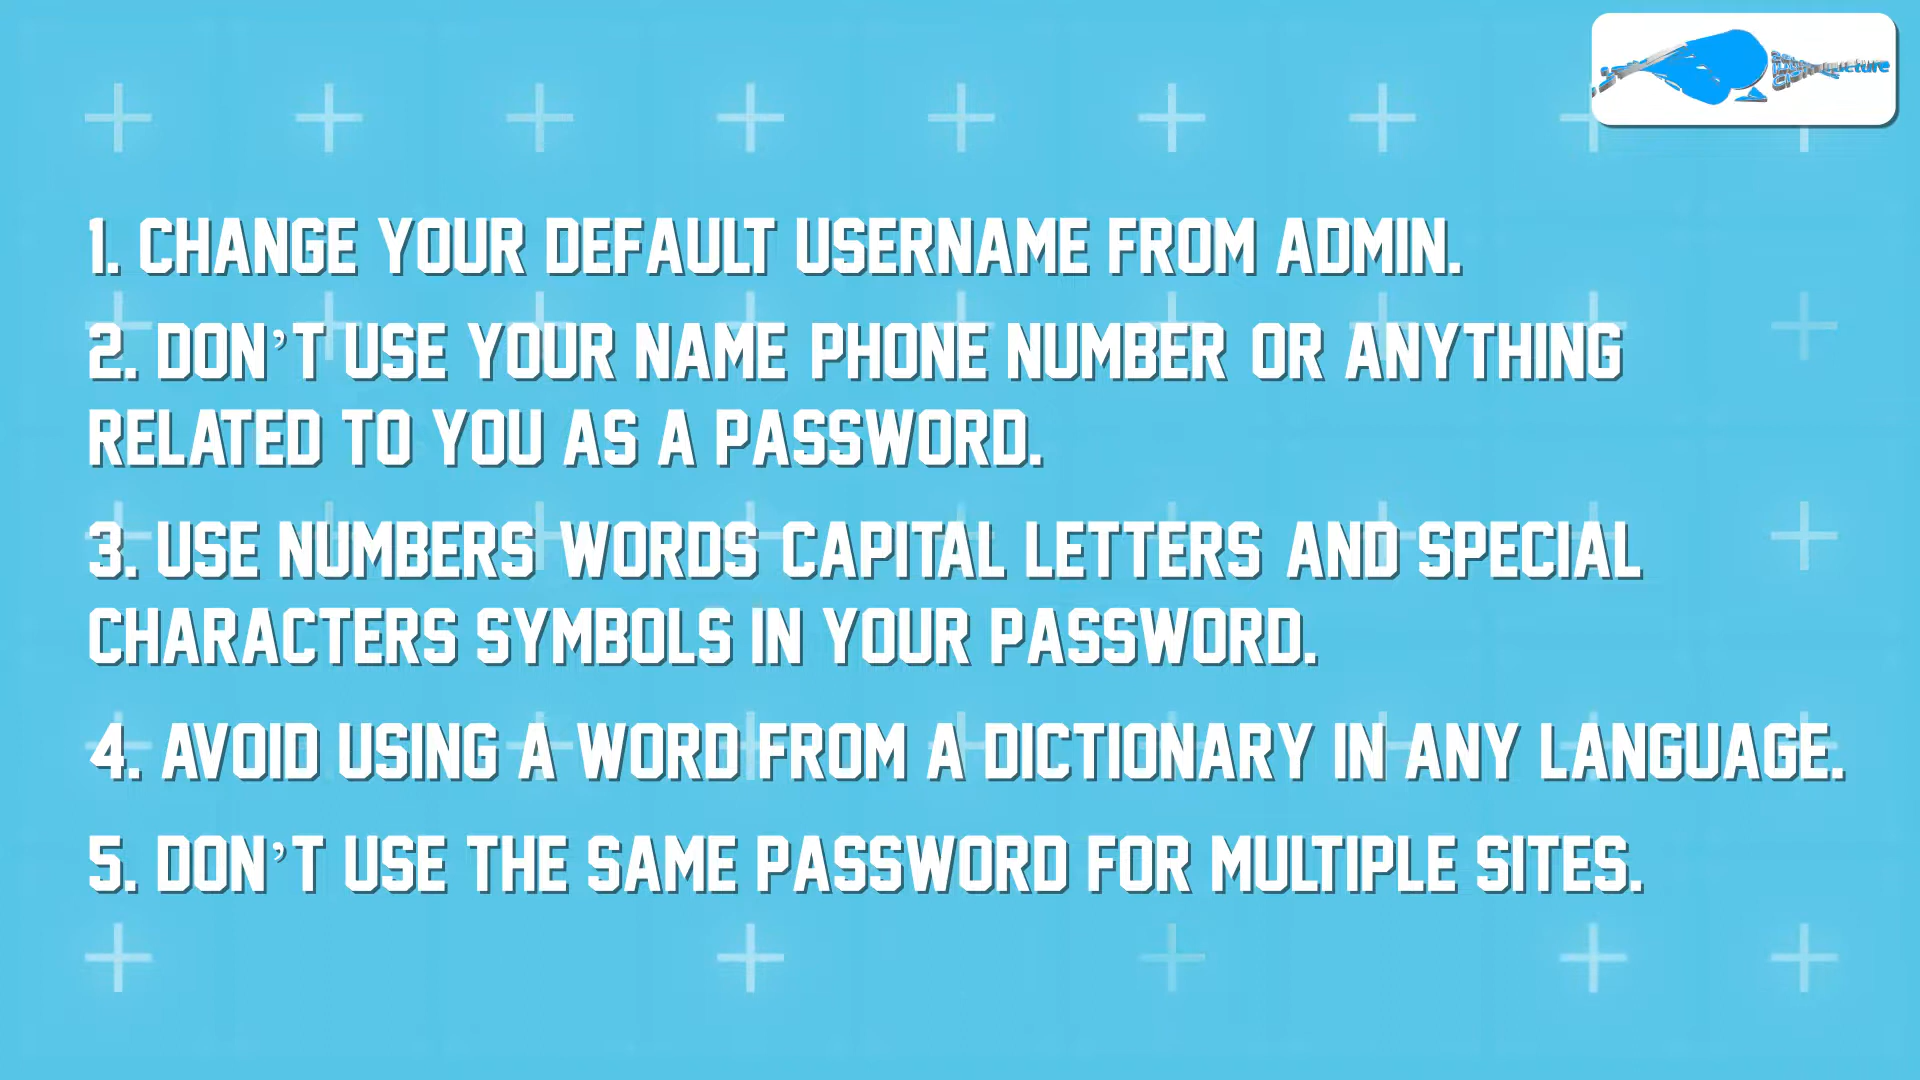 1. CHANGE YOUR DEFAULT USERNAME FROM ADMIN.
2. DON'T USE YOUR NAME PHONE NUMBER OR ANYTHING
RELATED TO YOU AS A PASSWORD.
3. USE NUMBERS WORDS CAPITAL LETTERS AND SPECIAL
CHARACTERS SYMBOLS IN YOUR PASSWORD.
4. AVOID USING A WORD FROM A DICTIONARY IN ANY LANGUAGE.
5. DON'T USE THE SAME PASSWORD FOR MULTIPLE SITES.